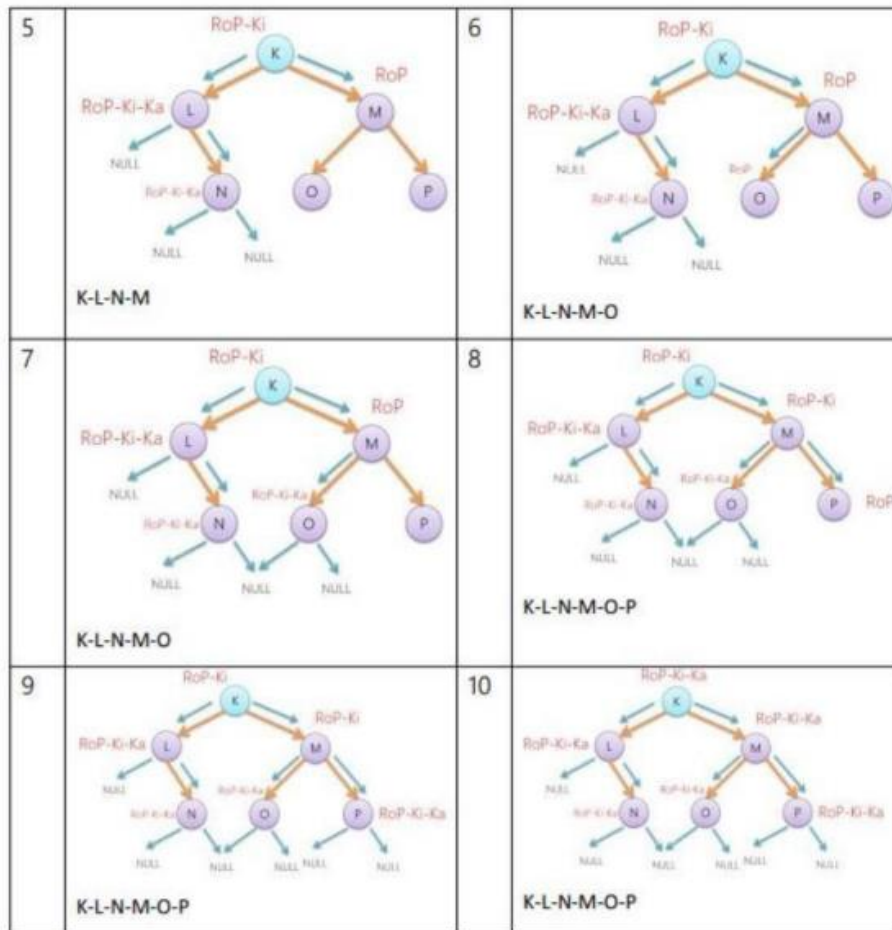 5
RoP-Ki
K
RoP
RoP-Ki-Ka
L
M
NULL
RoP-Ki-Ka
N
O
P
NULL
NULL
K-L-N-M
6
RoP-Ki
K
RoP
RoP-Ki-Ka
L
M
NULL
RoP
RoP-Ki-Ka
N
O
P
NULL
NULL
K-L-N-M-O
7
RoP-Ki
K
RoP
RoP-Ki-Ka
L
M
NULL
RoP-Ki-Ka
RoP-Ki-Ka
N
O
P
NULL
NULL
NULL
K-L-N-M-O
8
RoP-Ki
K
RoP-Ki
RoP-Ki-Ka
L
M
NULL
RoP-Ki-Ka
RoP-Ki-Ka
N
O
P
RoP
NULL
NULL
NULL
K-L-N-M-O-P
9
RoP-Ki
K
RoP-Ki
RoP-Ki-Ka
L
M
NULL
RoP-Ki-Ka
RoP-Ki-Ka
N
O
P
RoP-Ki-Ka
NULL
NULL
NULL
NULL
NULL
K-L-N-M-O-P
10
RoP-Ki-Ka
K
RoP-Ki-Ka
RoP-Ki-Ka
L
M
NULL
RoP-Ki-Ka
RoP-Ki-Ka
N
O
P
RoP-Ki-Ka
NULL
NULL
NULL
NULL
NULL
K-L-N-M-O-P